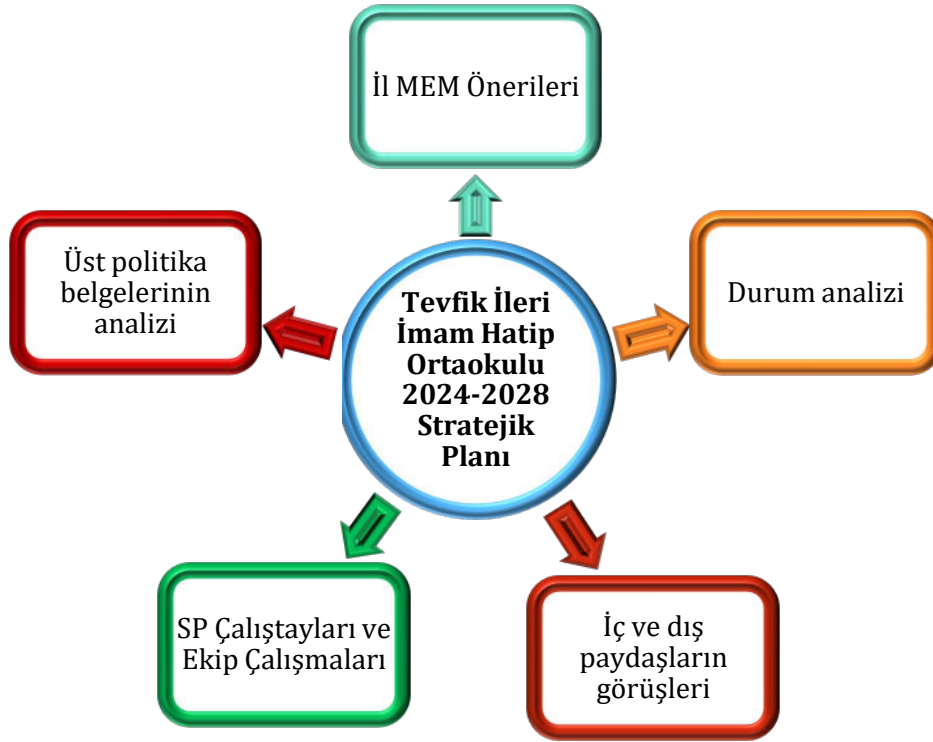 İl MEM Önerileri
Üst politika
belgelerinin
analizi
Durum analizi
Tevfik İleri
İmam Hatip
Ortaokulu
2024-2028
Stratejik
Planı
SP Çalıştayları ve
Ekip Çalışmaları
İç ve dış
paydaşların
görüşleri